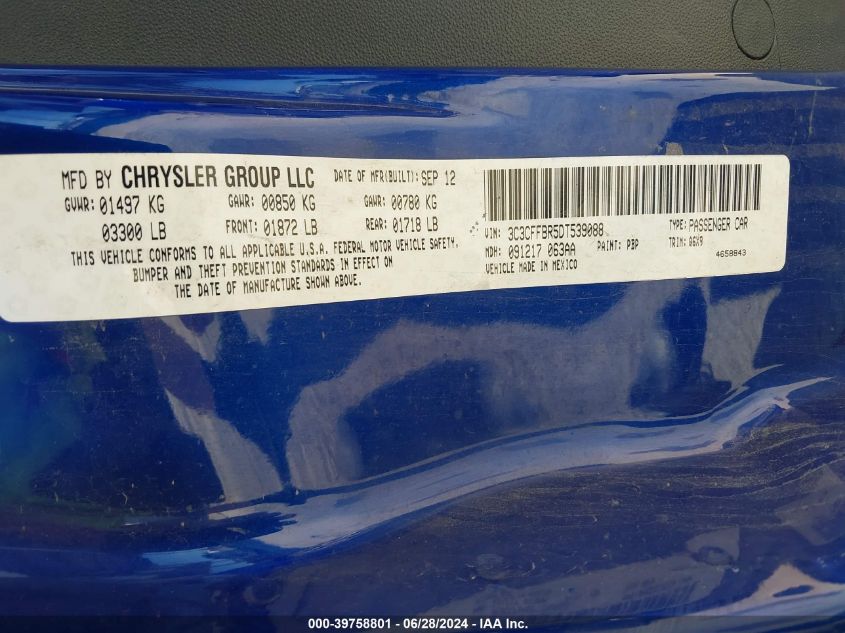 MFD BY CHRYSLER GROUP LLC DATE OF MFR(BUILT): SEP 12
GVWR: 01497 KG GAWR: 00850 KG GAWR: 00780 KG
03300 LB FRONT: 01872 LB REAR: 01718 LB
THIS VEHICLE CONFORMS TO ALL APPLICABLE U.S.A. FEDERAL MOTOR VEHICLE SAFETY,
BUMPER AND THEFT PREVENTION STANDARDS IN EFFECT ON
THE DATE OF MANUFACTURE SHOWN ABOVE.
VIN: 3C3CFFBR5DT539088 TYPE: PASSENGER CAR
MDH: 091217 063AA PAINT: PBP TRIM: A6X9
VEHICLE MADE IN MEXICO 4658843
000-39758801 - 06/28/2024 - IAA Inc.